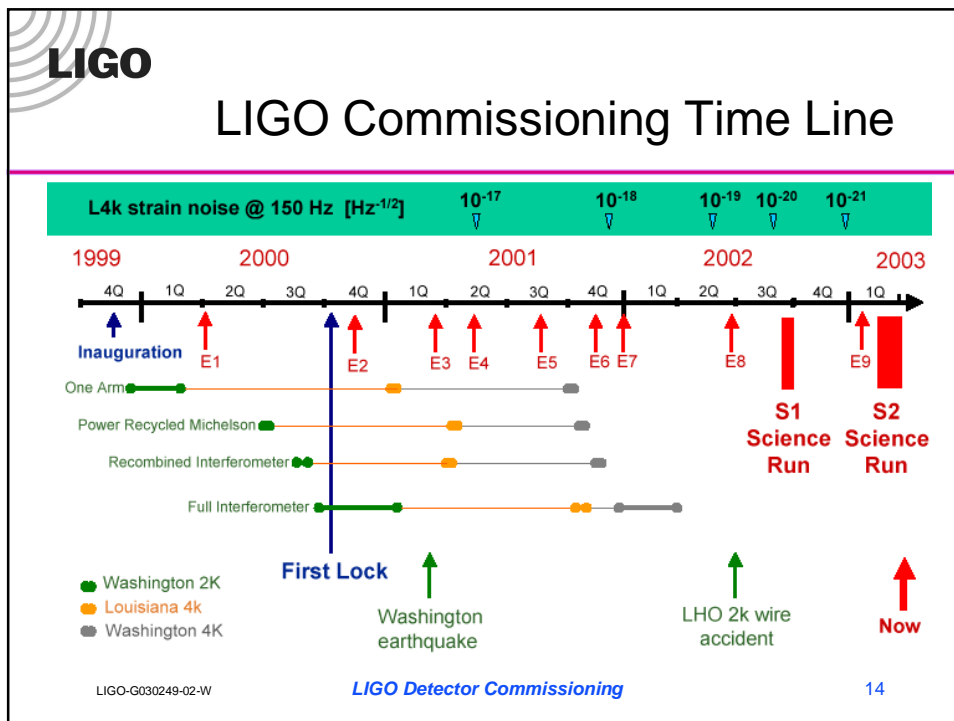 LIGO
LIGO Commissioning Time Line
L4k strain noise @ 150 Hz [Hz-1/2] 10-17 10-18 10-19 10-20 10-21
1999 2000 2001 2002 2003
4Q 1Q 2Q 3Q 4Q 1Q 2Q 3Q 4Q 1Q 2Q 3Q 4Q 1Q
Inauguration E1 E2 E3 E4 E5 E6 E7 E8 E9
One Arm
Power Recycled Michelson
Recombined Interferometer
Full Interferometer
S1
Science
Run
S2
Science
Run
First Lock
Washington 2K
Louisiana 4k
Washington 4K
Washington
earthquake
LHO 2k wire
accident
Now
LIGO-G030249-02-W LIGO Detector Commissioning 14